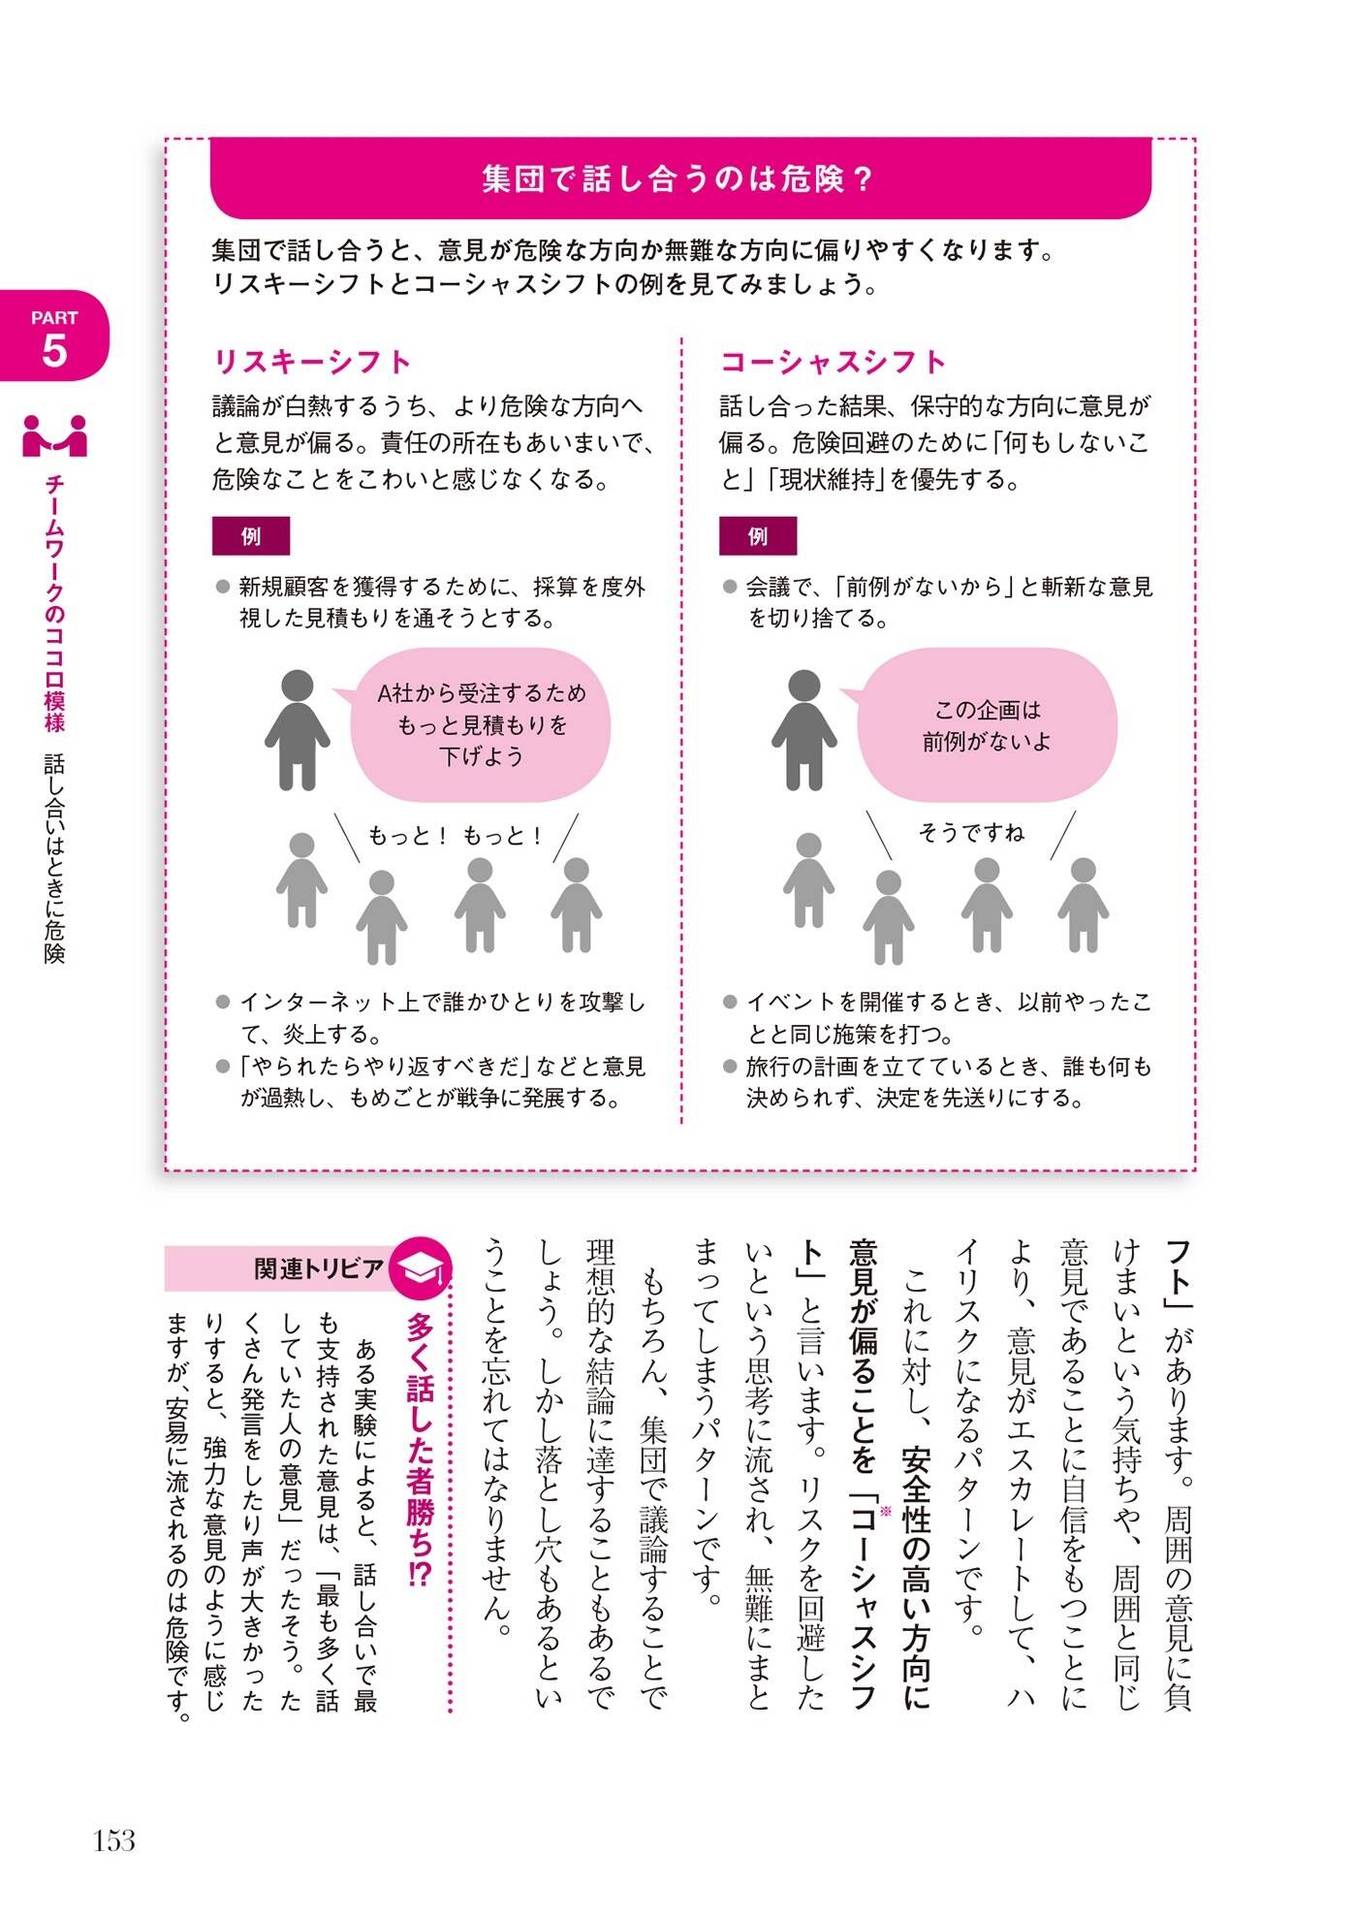 集団で話し合うのは危険？
集団で話し合うと、意見が危険な方向か無難な方向に偏りやすくなります。
リスキーシフトとコーシャスシフトの例を見てみましょう。
リスキーシフト
議論が白熱するうち、より危険な方向へ
と意見が偏る。責任の所在もあいまいで、
危険なことをこわいと感じなくなる。
例
● 新規顧客を獲得するために、採算を度外
視した見積もりを通そうとする。
A社から受注するため
もっと見積もりを
下げよう
もっと！ もっと！
● インターネット上で誰かひとりを攻撃し
て、炎上する。
● 「やられたらやり返すべきだ」などと意見
が過熱し、もめごとが戦争に発展する。
コーシャスシフト
話し合った結果、保守的な方向に意見が
偏る。危険回避のために「何もしないこ
と」「現状維持」を優先する。
例
● 会議で、「前例がないから」と斬新な意見
を切り捨てる。
この企画は
前例がないよ
そうですね
● イベントを開催するとき、以前やったこ
とと同じ施策を打つ。
● 旅行の計画を立てているとき、誰も何も
決められず、決定を先送りにする。
PART
5
チームワークのココロ模様 話し合いはときに危険
フト」があります。周囲の意見に負
けまいという気持ちや、周囲と同じ
意見であることに自信をもつことに
より、意見がエスカレートして、ハ
イリスクになるパターンです。
これに対し、安全性の高い方向に
意見が偏ることを「コーシャスシフ
※
ト」と言います。リスクを回避した
いという思考に流され、無難にまと
まってしまうパターンです。
もちろん、集団で議論することで
理想的な結論に達することもあるで
しょう。しかし落とし穴もあるとい
うことを忘れてはなりません。
関連トリビア
多く話した者勝ち!?
ある実験によると、話し合いで最
も支持された意見は、「最も多く話
していた人の意見」だったそう。た
くさん発言をしたり声が大きかった
りすると、強力な意見のように感じ
ますが、安易に流されるのは危険です。
153